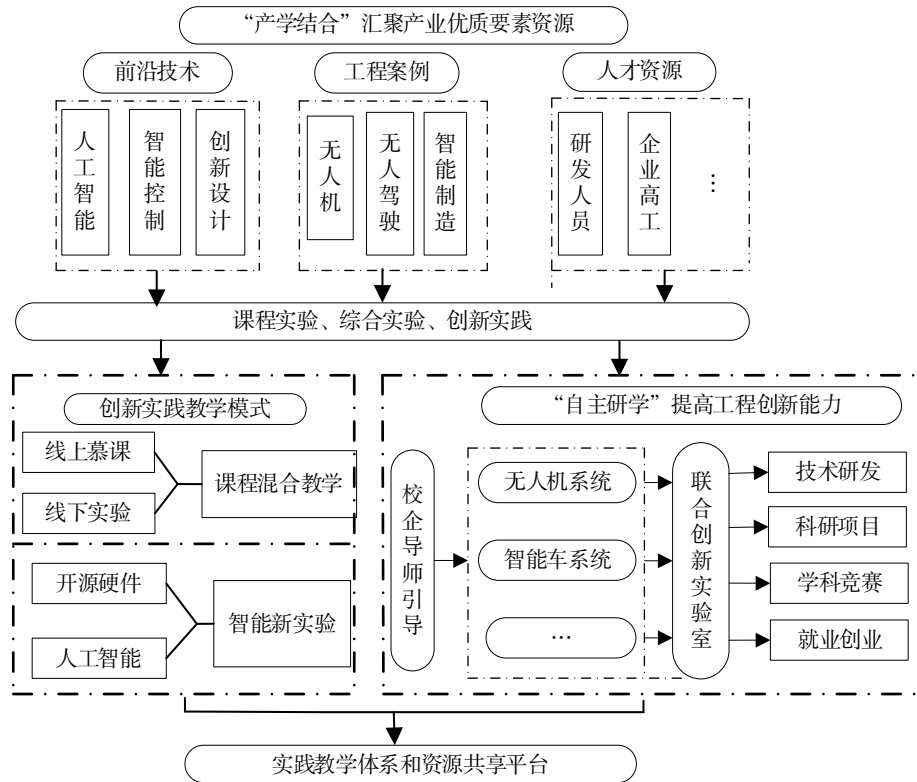 “产学结合”汇聚产业优质要素资源
前沿技术
工程案例
人才资源
人工智能
智能控制
创新设计
无人机
无人驾驶
智能制造
研发人员
企业高工
…
课程实验、综合实验、创新实践
创新实践教学模式
线上慕课
线下实验
课程混合教学
开源硬件
人工智能
智能新实验
“自主研学”提高工程创新能力
校企导师引导
无人机系统
智能车系统
…
联合创新实验室
技术研发
科研项目
学科竞赛
就业创业
实践教学体系和资源共享平台